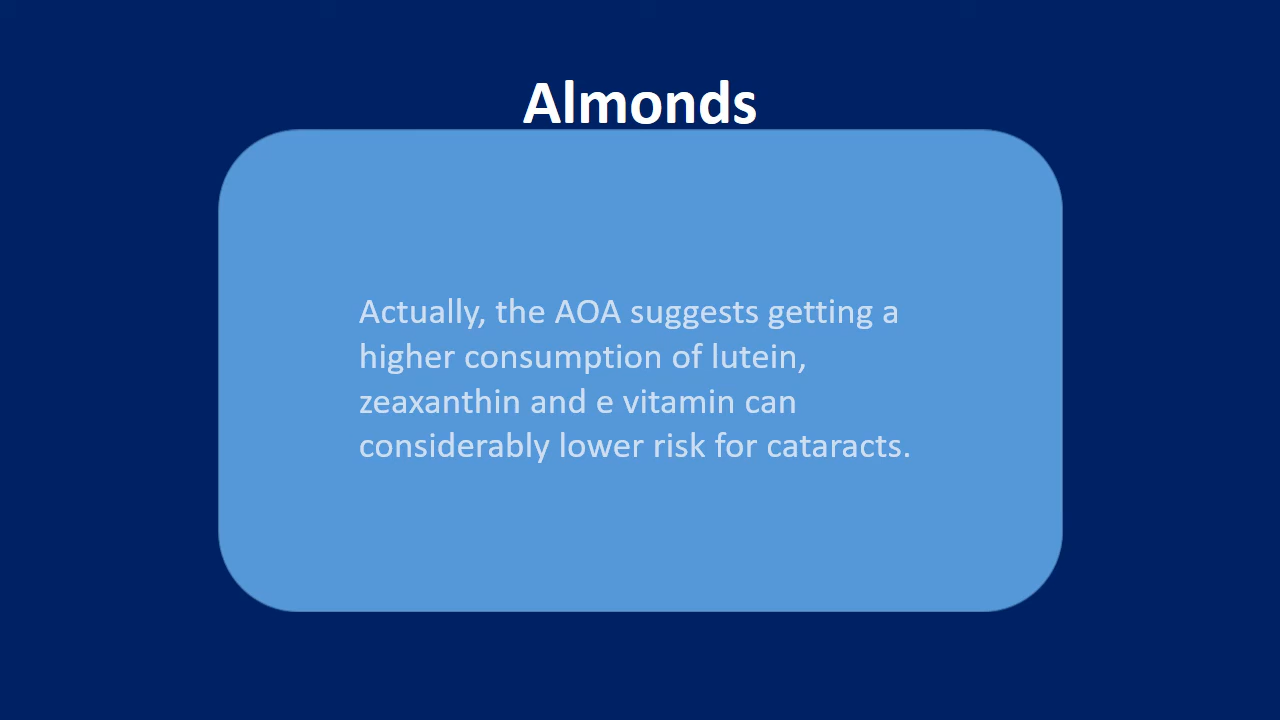 Almonds
Actually, the AOA suggests getting a
higher consumption of lutein,
zeaxanthin and e vitamin can
considerably lower risk for cataracts.